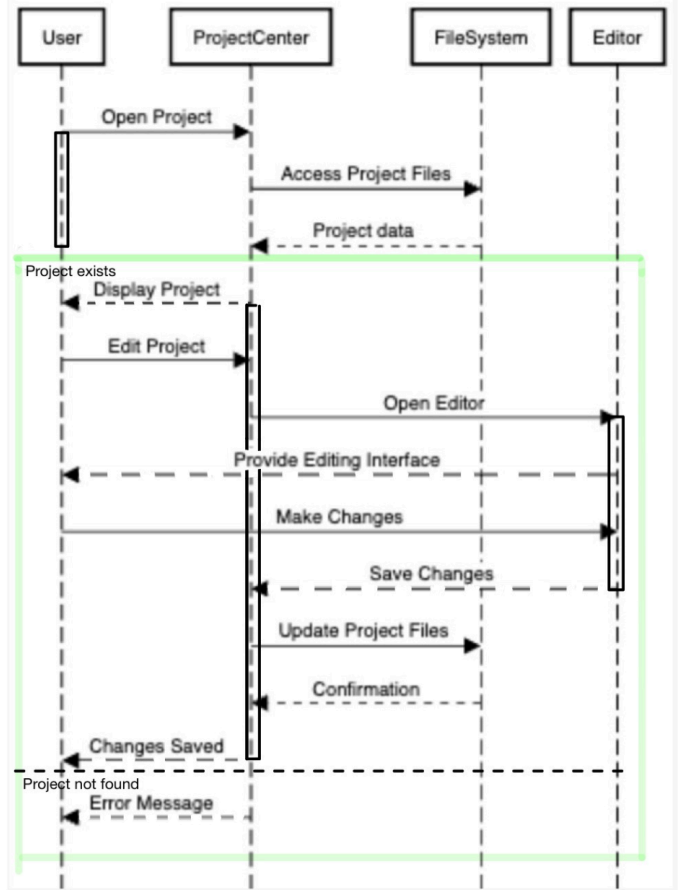 User
ProjectCenter
FileSystem
Editor
Open Project
Access Project Files
Project data
Project exists
Display Project
Edit Project
Open Editor
Provide Editing Interface
Make Changes
Save Changes
Update Project Files
Confirmation
Changes Saved
Project not found
Error Message